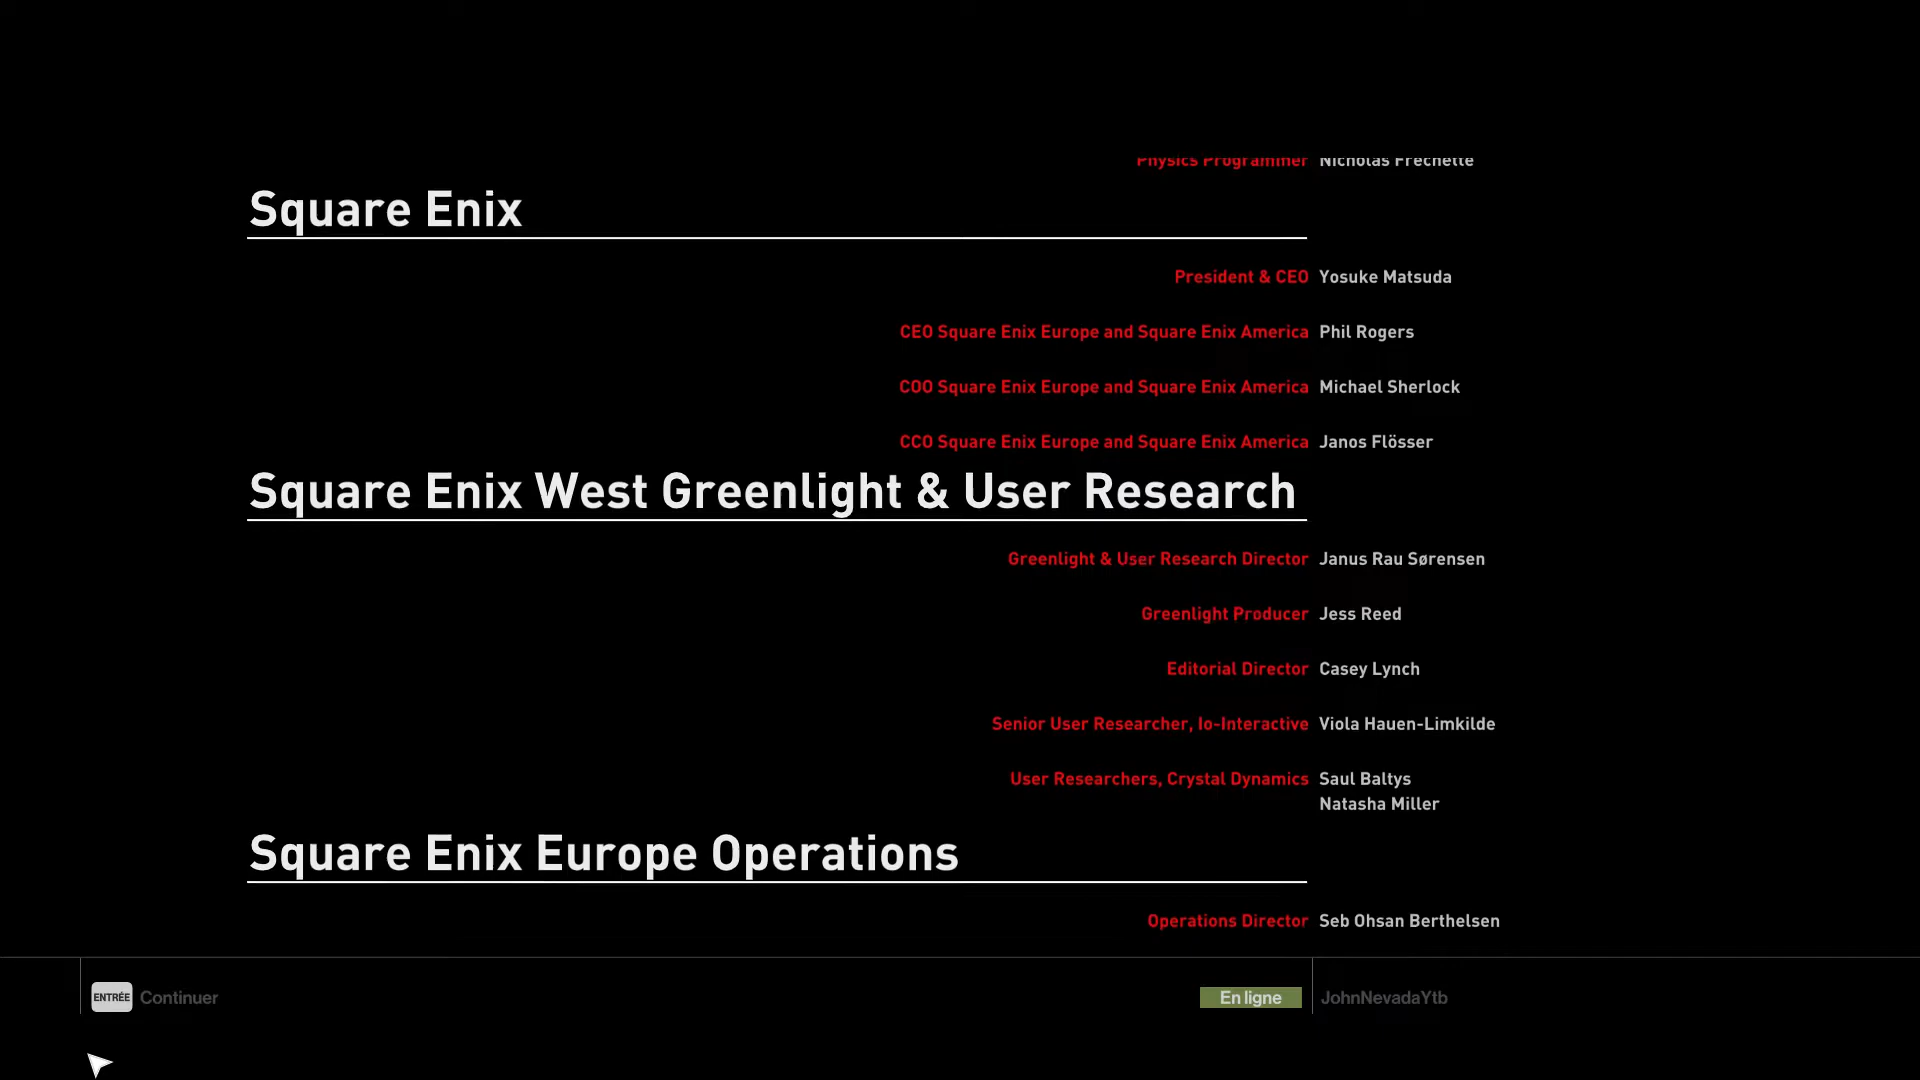 Physics Programmer Nicholas Frechette
Square Enix
President & CEO Yosuke Matsuda
CEO Square Enix Europe and Square Enix America Phil Rogers
COO Square Enix Europe and Square Enix America Michael Sherlock
CCO Square Enix Europe and Square Enix America Janos Flösser
Square Enix West Greenlight & User Research
Greenlight & User Research Director Janus Rau Sørensen
Greenlight Producer Jess Reed
Editorial Director Casey Lynch
Senior User Researcher, Io-Interactive Viola Hauen-Limkilde
User Researchers, Crystal Dynamics Saul Baltys
Natasha Miller
Square Enix Europe Operations
Operations Director Seb Ohsan Berthelsen
ENTRÉE Continuer En ligne JohnNevadaYtb